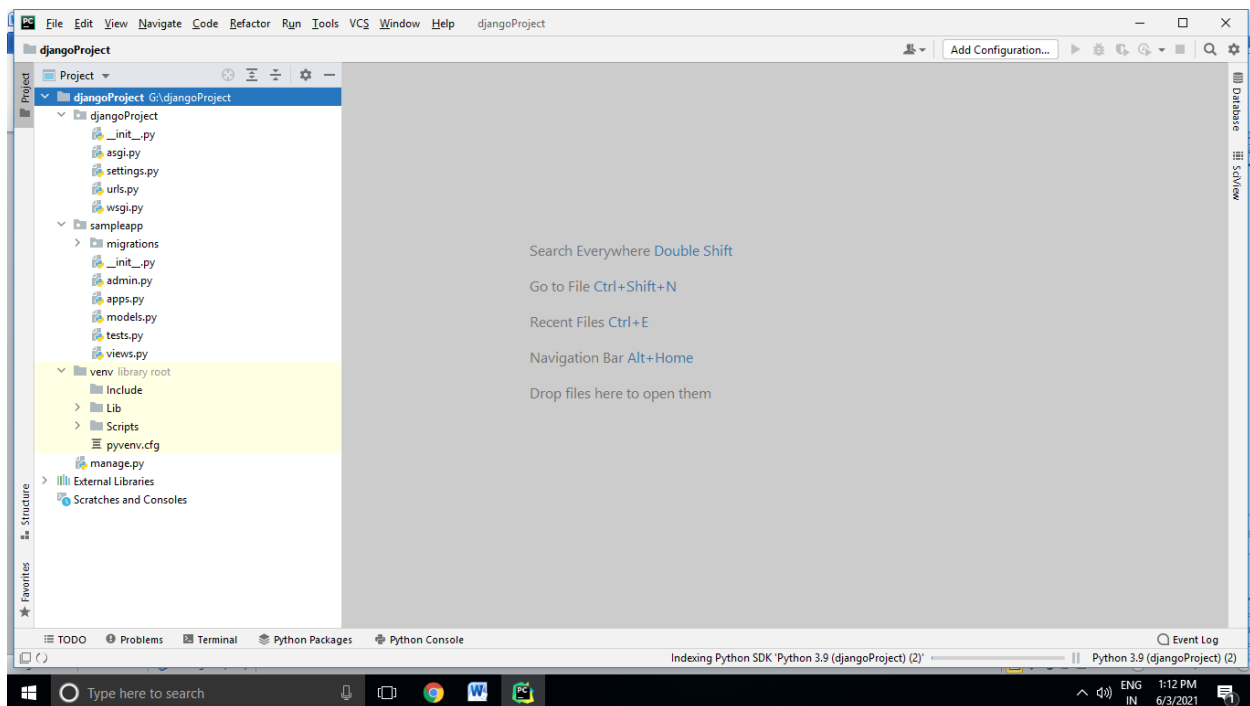 PC File Edit View Navigate Code Refactor Run Tools VCS Window Help djangoProject
djangoProject
Add Configuration...
Project
Project
djangoProject G:\djangoProject
djangoProject
__init__.py
asgi.py
settings.py
urls.py
wsgi.py
sampleapp
migrations
__init__.py
admin.py
apps.py
models.py
tests.py
views.py
venv library root
Include
Lib
Scripts
pyvenv.cfg
manage.py
External Libraries
Scratches and Consoles
Structure
Favorites
Search Everywhere Double Shift
Go to File Ctrl+Shift+N
Recent Files Ctrl+E
Navigation Bar Alt+Home
Drop files here to open them
Database
SciView
TODO Problems Terminal Python Packages Python Console Event Log
Indexing Python SDK 'Python 3.9 (djangoProject) (2)' Python 3.9 (djangoProject) (2)
Type here to search
W PC
ENG 1:12 PM
IN 6/3/2021
1